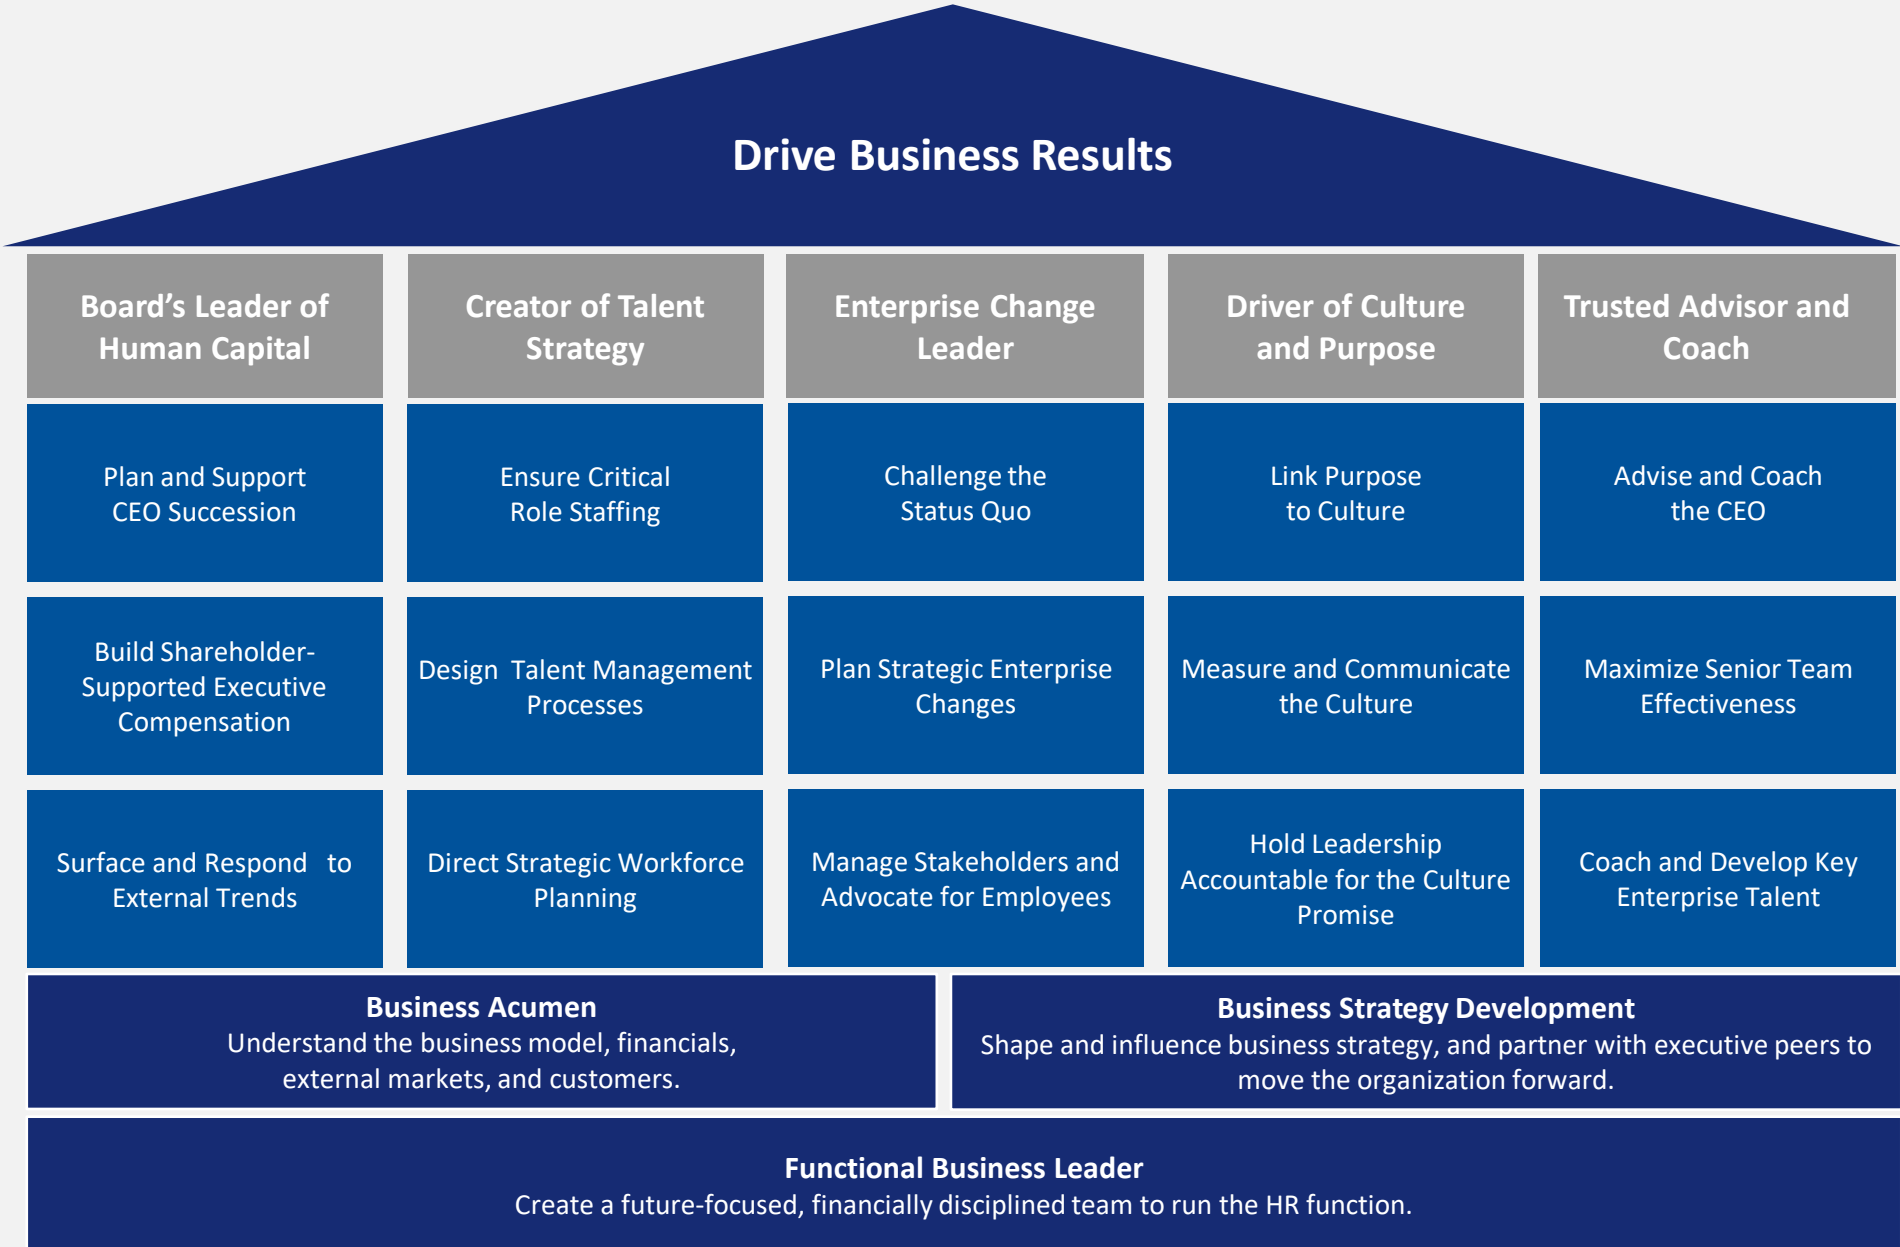 Drive Business Results
Board’s Leader of
Human Capital
Creator of Talent
Strategy
Enterprise Change
Leader
Driver of Culture
and Purpose
Trusted Advisor and
Coach
Plan and Support
CEO Succession
Ensure Critical
Role Staffing
Challenge the
Status Quo
Link Purpose
to Culture
Advise and Coach
the CEO
Build Shareholder-
Supported Executive
Compensation
Design Talent Management
Processes
Plan Strategic Enterprise
Changes
Measure and Communicate
the Culture
Maximize Senior Team
Effectiveness
Surface and Respond to
External Trends
Direct Strategic Workforce
Planning
Manage Stakeholders and
Advocate for Employees
Hold Leadership
Accountable for the Culture
Promise
Coach and Develop Key
Enterprise Talent
Business Acumen
Understand the business model, financials,
external markets, and customers.
Business Strategy Development
Shape and influence business strategy, and partner with executive peers to
move the organization forward.
Functional Business Leader
Create a future-focused, financially disciplined team to run the HR function.